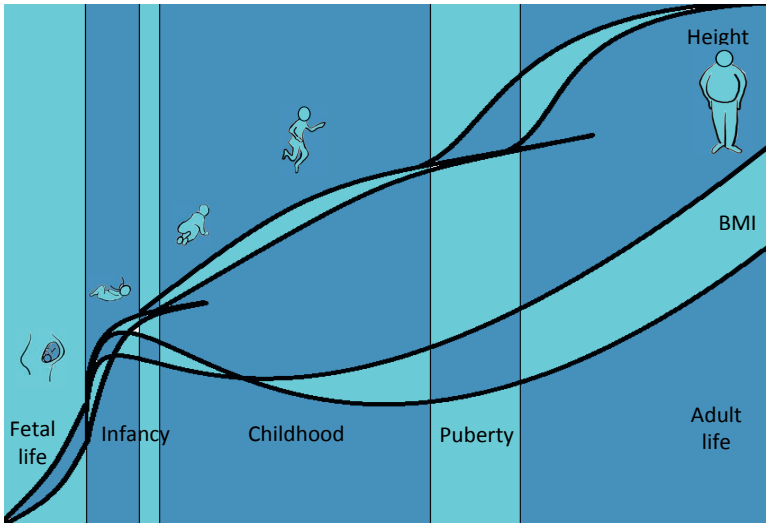 Height
BMI
Fetal
life
Infancy
Childhood
Puberty
Adult
life